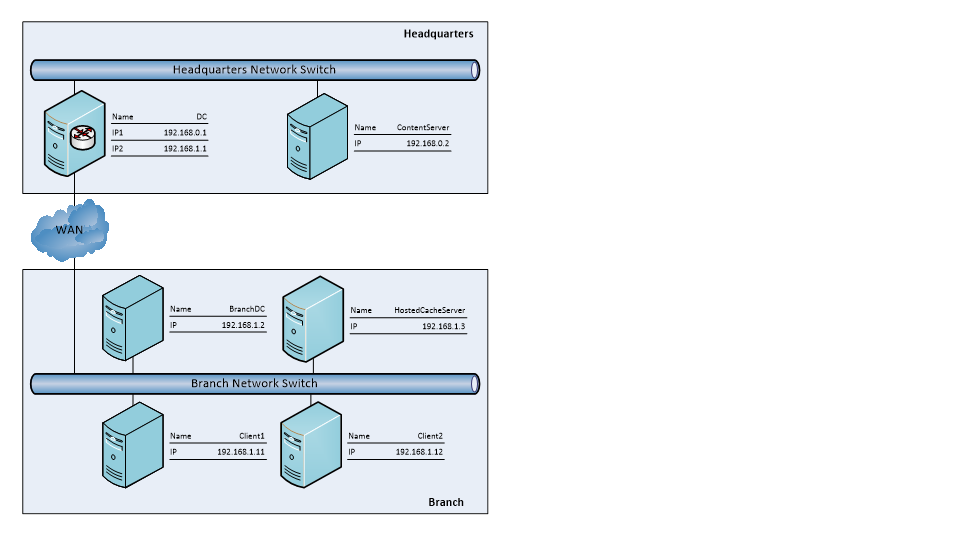 Headquarters
Headquarters Network Switch
Name DC
IP1 192.168.0.1
IP2 192.168.1.1
Name ContentServer
IP 192.168.0.2
WAN
Name BranchDC
IP 192.168.1.2
Name HostedCacheServer
IP 192.168.1.3
Branch Network Switch
Name Client1
IP 192.168.1.11
Name Client2
IP 192.168.1.12
Branch